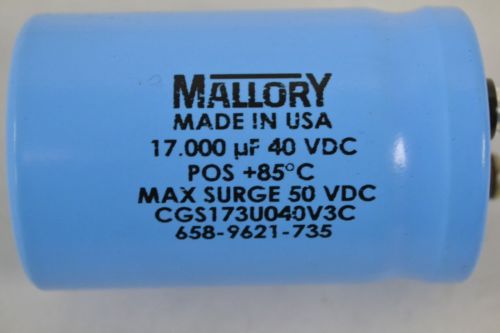 MALLORY
MADE IN USA
17.000 µF 40 VDC
POS +85°C
MAX SURGE 50 VDC
CGS173U040V3C
658-9621-735